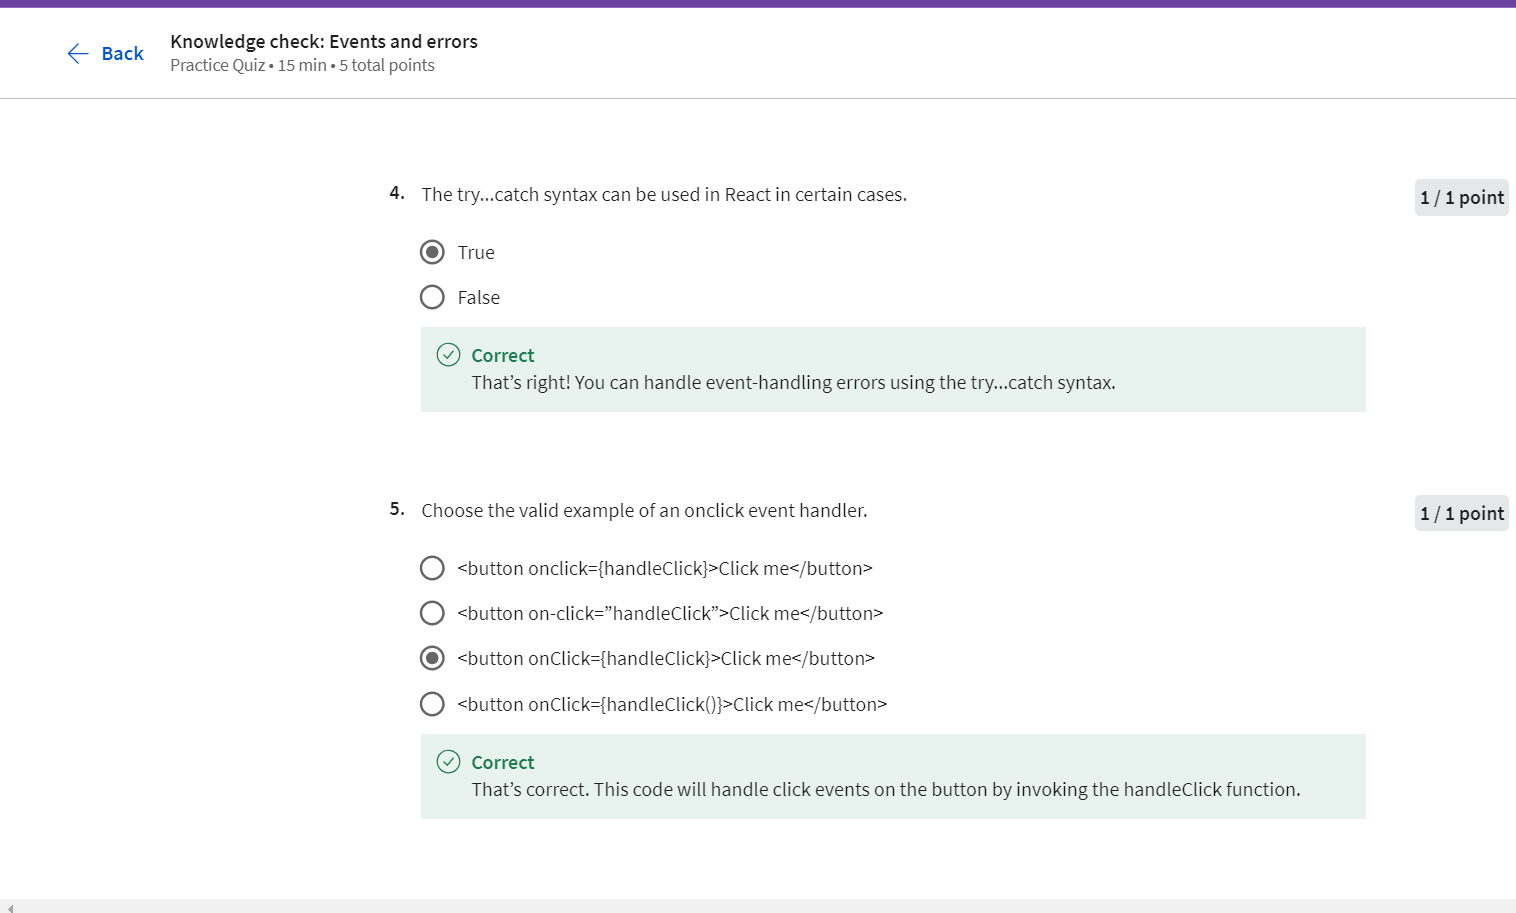 Back
Knowledge check: Events and errors
Practice Quiz • 15 min • 5 total points
4. The try...catch syntax can be used in React in certain cases.
1 / 1 point
True
False
Correct
That’s right! You can handle event-handling errors using the try...catch syntax.
5. Choose the valid example of an onclick event handler.
1 / 1 point
<button onclick={handleClick}>Click me</button>
<button on-click=”handleClick”>Click me</button>
<button onClick={handleClick}>Click me</button>
<button onClick={handleClick()}>Click me</button>
Correct
That’s correct. This code will handle click events on the button by invoking the handleClick function.